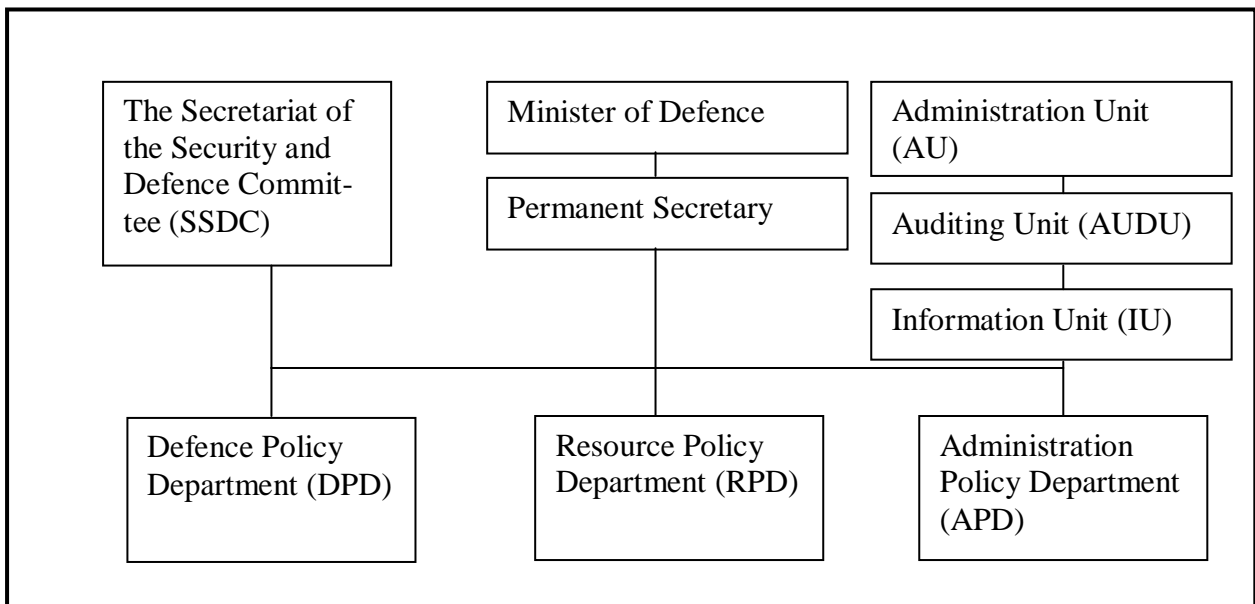 The Secretariat of
the Security and
Defence Commit-
tee (SSDC)
Minister of Defence
Permanent Secretary
Administration Unit
(AU)
Auditing Unit (AUDU)
Information Unit (IU)
Defence Policy
Department (DPD)
Resource Policy
Department (RPD)
Administration
Policy Department
(APD)